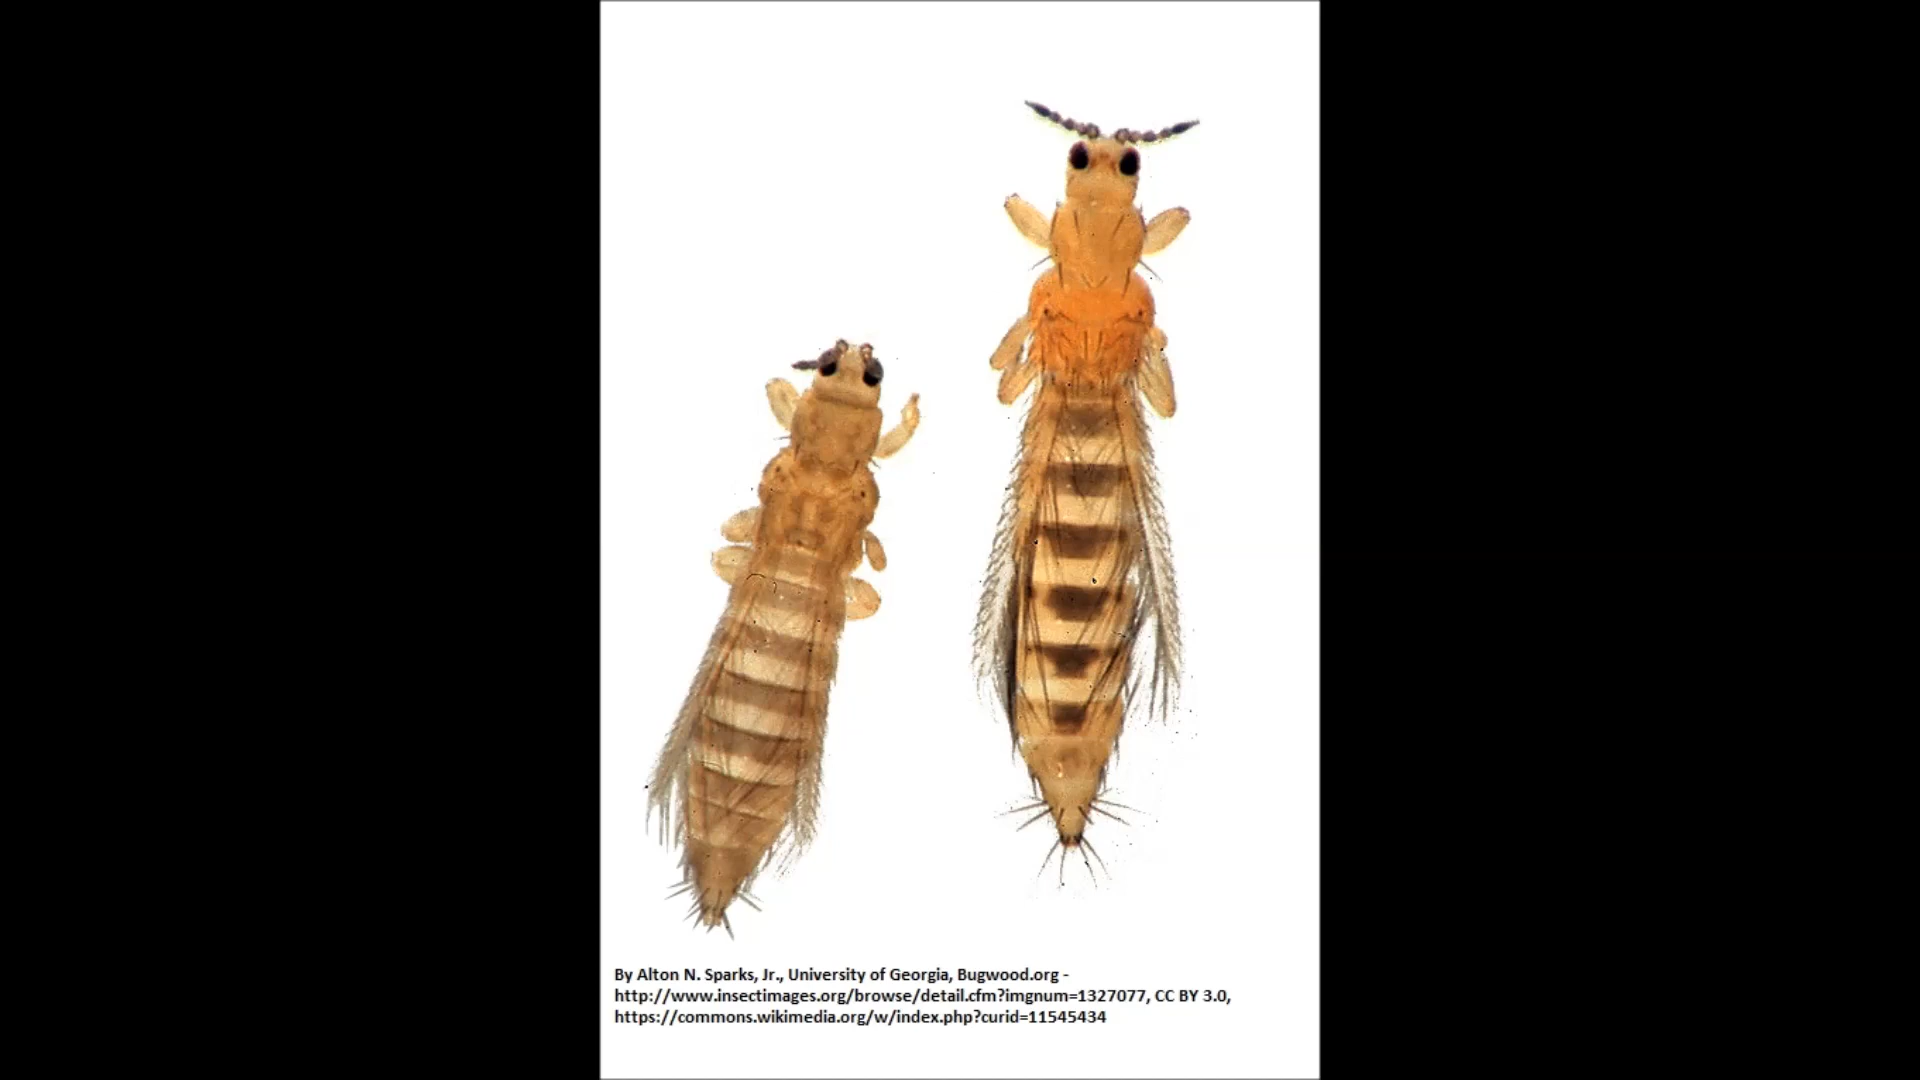 By Alton N. Sparks, Jr., University of Georgia, Bugwood.org -
http://www.insectimages.org/browse/detail.cfm?imgnum=1327077, CC BY 3.0,
https://commons.wikimedia.org/w/index.php?curid=11545434